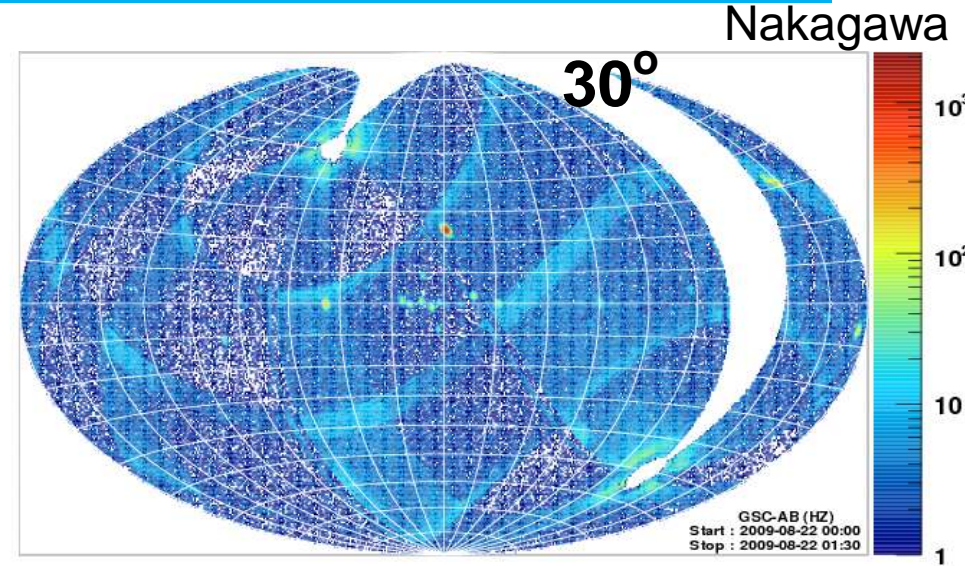 Nakagawa
30°
10³
10²
10
1
GSC-AB (HZ)
Start : 2009-08-22 00:00
Stop : 2009-08-22 01:30